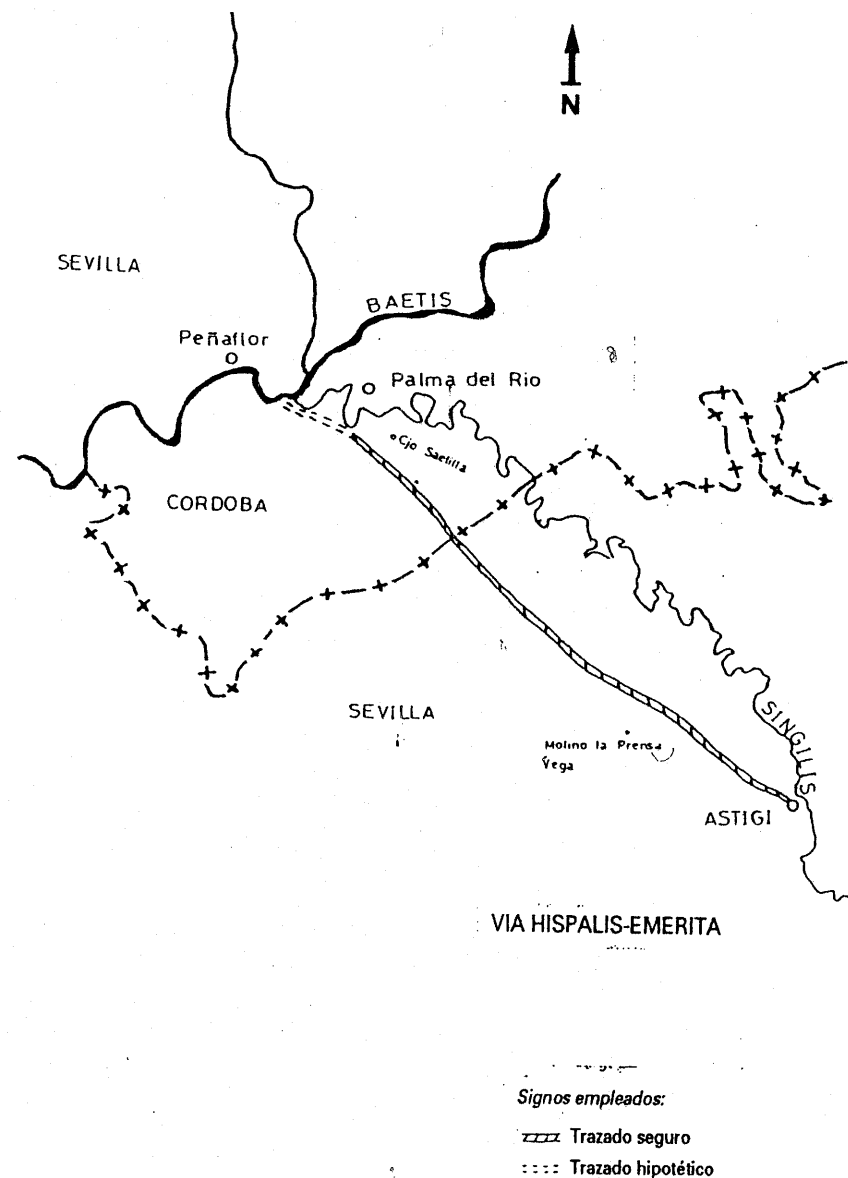 N
SEVILLA
BAETIS
Peñaflor
Palma del Rio
Cjo Saetilla
CORDOBA
SEVILLA
SINGILIS
Molino la Prensa
Vega
ASTIGI
VIA HISPALIS-EMERITA
Signos empleados:
Trazado seguro
Trazado hipotético